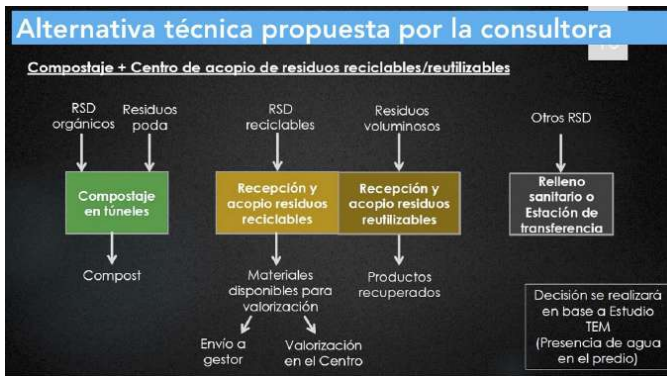 Alternativa técnica propuesta por la consultora
Compostaje + Centro de acopio de residuos reciclables/reutilizables
RSD
orgánicos
Residuos
poda
RSD
reciclables
Residuos
voluminosos
Otros RSD
Compostaje
en túneles
Recepción y
acopio residuos
reciclables
Recepción y
acopio residuos
reutilizables
Relleno
sanitario o
Estación de
transferencia
Compost
Materiales
disponibles para
valorización
Productos
recuperados
Envío a
gestor
Valorización
en el Centro
Decisión se realizará
en base a Estudio
TEM
(Presencia de agua
en el predio)